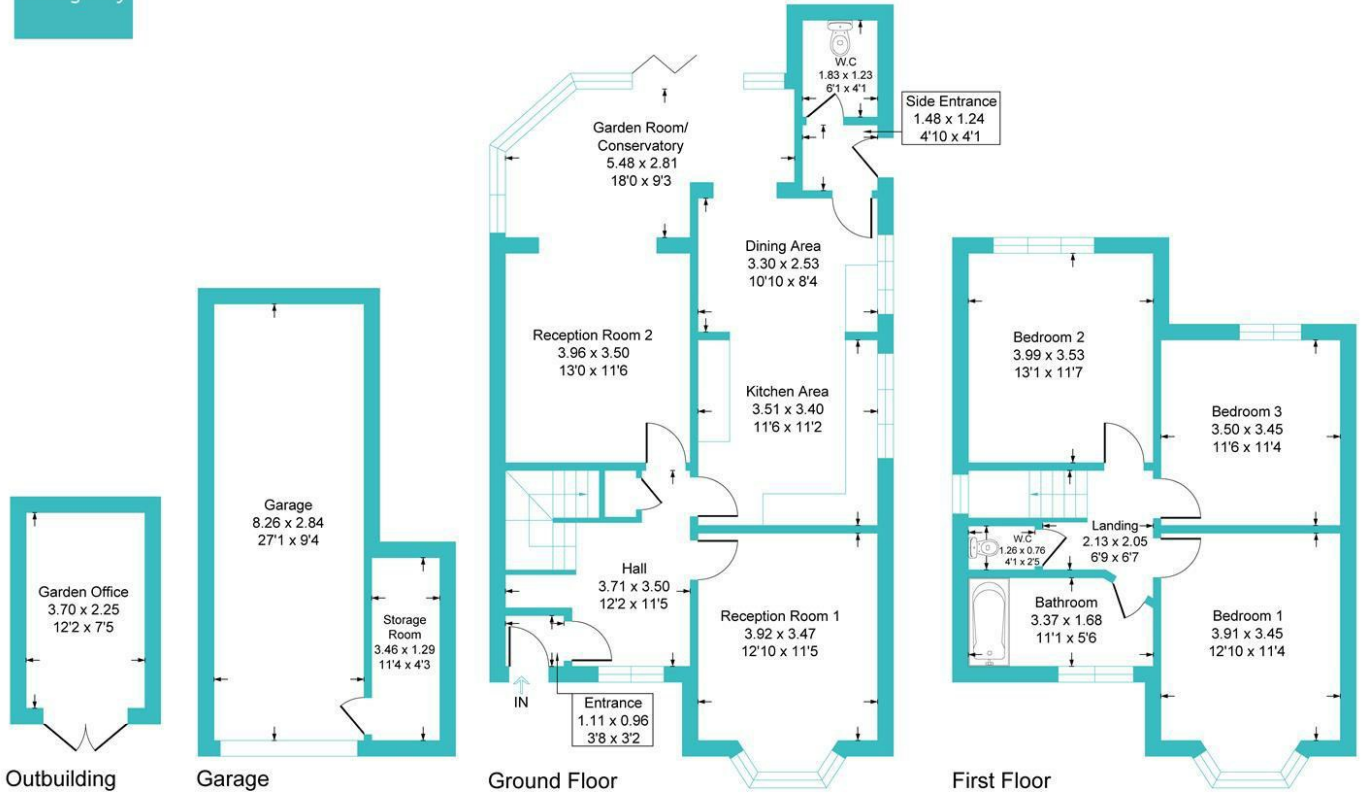 W.C
1.83 x 1.23
6'1 x 4'1
Side Entrance
1.48 x 1.24
4'10 x 4'1
Garden Room/
Conservatory
5.48 x 2.81
18'0 x 9'3
Dining Area
3.30 x 2.53
10'10 x 8'4
Reception Room 2
3.96 x 3.50
13'0 x 11'6
Kitchen Area
3.51 x 3.40
11'6 x 11'2
Hall
3.71 x 3.50
12'2 x 11'5
Reception Room 1
3.92 x 3.47
12'10 x 11'5
IN
Entrance
1.11 x 0.96
3'8 x 3'2
Ground Floor
Bedroom 2
3.99 x 3.53
13'1 x 11'7
Bedroom 3
3.50 x 3.45
11'6 x 11'4
Landing
2.13 x 2.05
6'9 x 6'7
W.C
1.26 x 0.76
4'1 x 2'5
Bathroom
3.37 x 1.68
11'1 x 5'6
Bedroom 1
3.91 x 3.45
12'10 x 11'4
First Floor
Garage
8.26 x 2.84
27'1 x 9'4
Storage
Room
3.46 x 1.29
11'4 x 4'3
Garage
Garden Office
3.70 x 2.25
12'2 x 7'5
Outbuilding